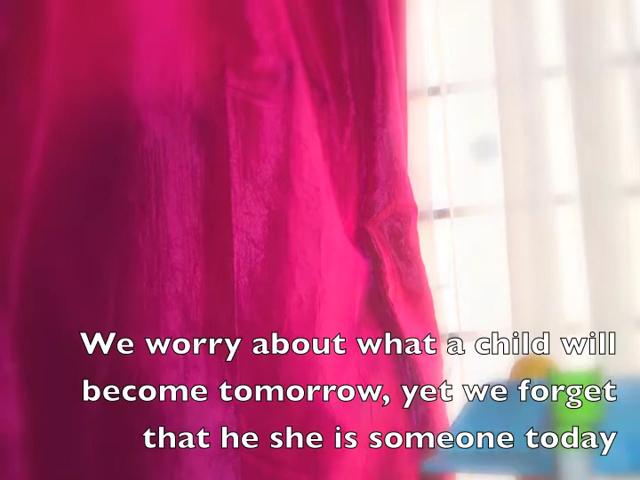 We worry about what a child will
become tomorrow, yet we forget
that he she is someone today